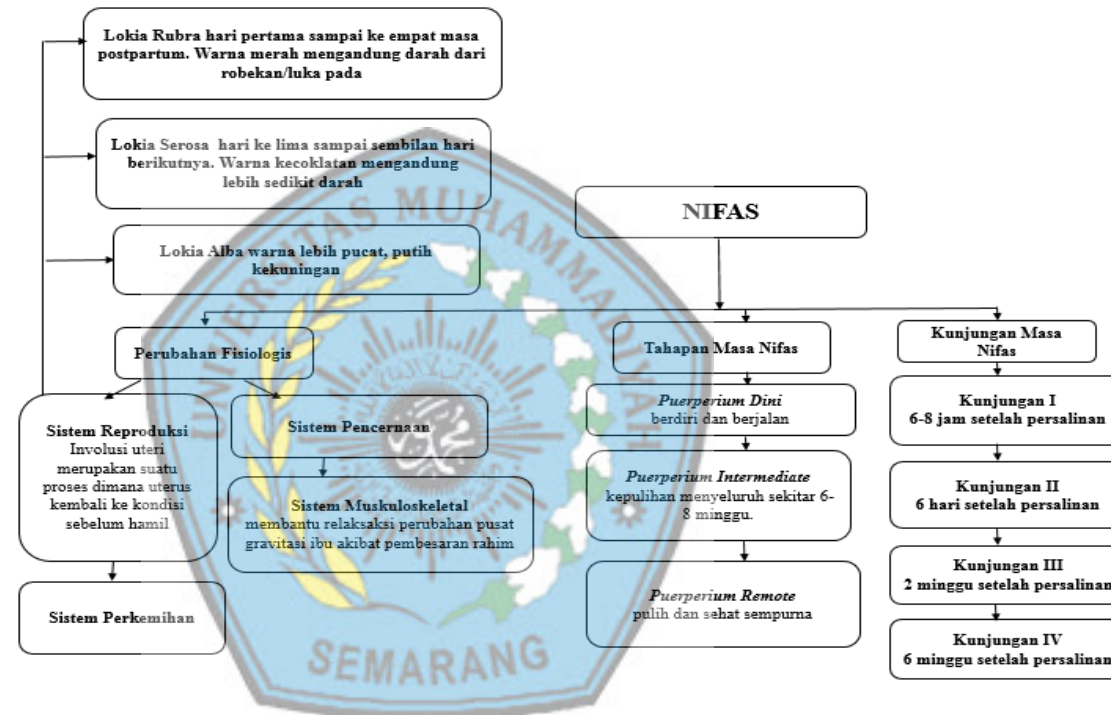 Lokia Rubra hari pertama sampai ke empat masa
postpartum. Warna merah mengandung darah dari
robekan/luka pada
Lokia Serosa hari ke lima sampai sembilan hari
berikutnya. Warna kecoklatan mengandung
lebih sedikit darah
Lokia Alba warna lebih pucat, putih
kekuningan
NIFAS
Perubahan Fisiologis
Sistem Reproduksi
Involusi uteri
merupakan suatu
proses dimana uterus
kembali ke kondisi
sebelum hamil
Sistem Perkemihan
Sistem Pencernaan
Sistem Muskuloskeletal
membantu relaksaksi perubahan pusat
gravitasi ibu akibat pembesaran rahim
Tahapan Masa Nifas
Puerperium Dini
berdiri dan berjalan
Puerperium Intermediate
kepulihan menyeluruh sekitar 6-
8 minggu.
Puerperium Remote
pulih dan sehat sempurna
Kunjungan Masa
Nifas
Kunjungan I
6-8 jam setelah persalinan
Kunjungan II
6 hari setelah persalinan
Kunjungan III
2 minggu setelah persalinan
Kunjungan IV
6 minggu setelah persalinan
UNIVERSITAS MUHAMMADIYAH
SEMARANG